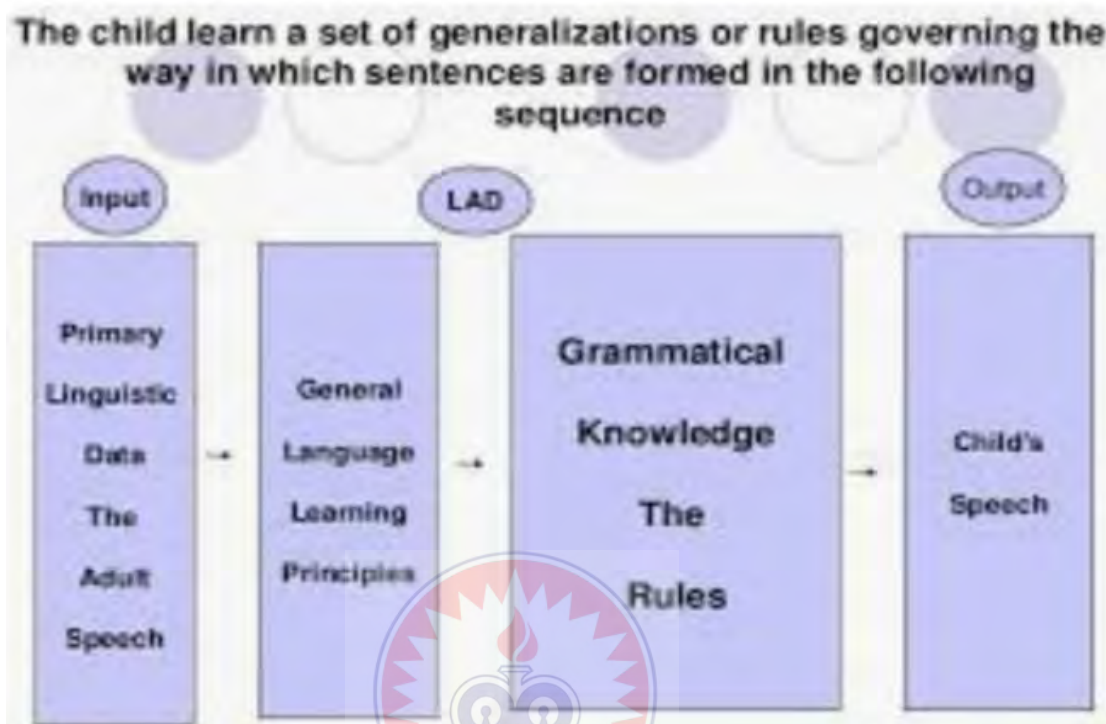 The child learn a set of generalizations or rules governing the
way in which sentences are formed in the following
sequence
Input
LAD
Output
Primary
Linguistic
Data
The
Adult
Speech
→
General
Language
Learning
Principles
→
Grammatical
Knowledge
The
Rules
→
Child's
Speech